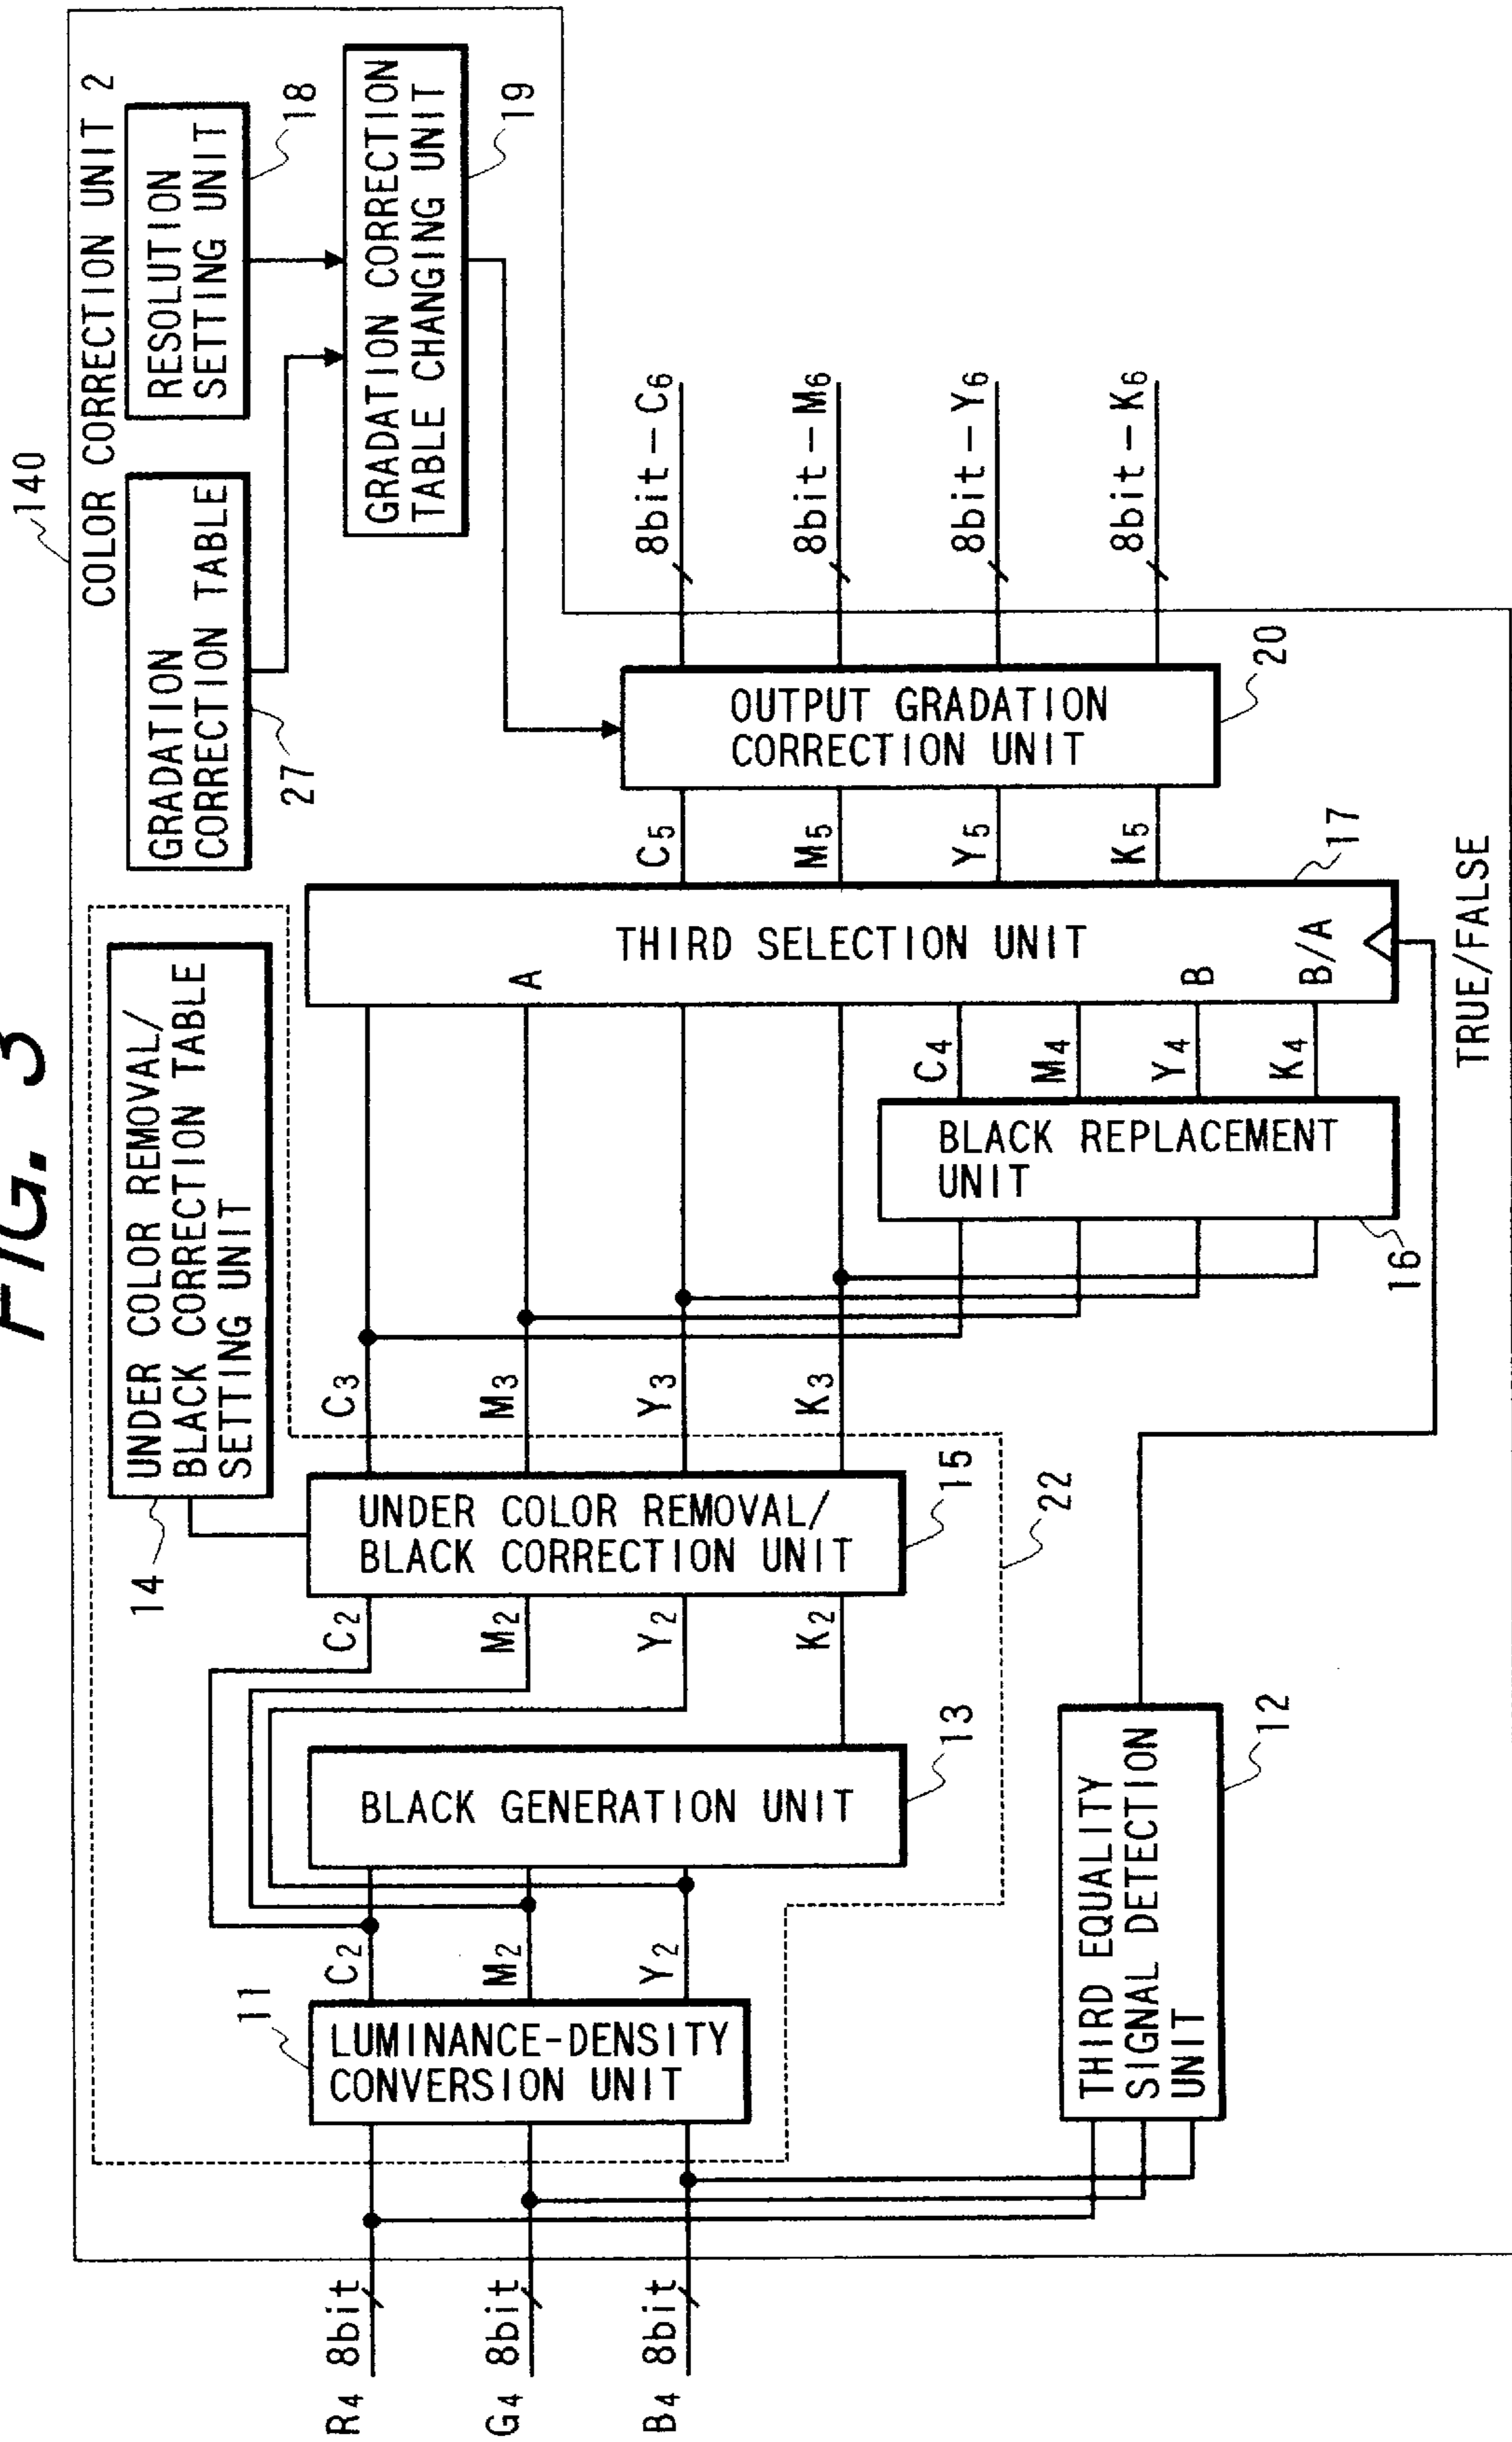 FIG. 3
140
COLOR CORRECTION UNIT 2
UNDER COLOR REMOVAL/
BLACK CORRECTION TABLE
SETTING UNIT
14
GRADATION
CORRECTION TABLE
27
RESOLUTION
SETTING UNIT
18
GRADATION CORRECTION
TABLE CHANGING UNIT
19
R4 8bit
G4 8bit
B4 8bit
11
LUMINANCE-DENSITY
CONVERSION UNIT
C2
M2
Y2
BLACK GENERATION UNIT
13
C2
M2
Y2
K2
UNDER COLOR REMOVAL/
BLACK CORRECTION UNIT
15
22
C3
M3
Y3
K3
BLACK REPLACEMENT
UNIT
16
C4
M4
Y4
K4
THIRD SELECTION UNIT
A
B
B/A
17
C5
M5
Y5
K5
OUTPUT GRADATION
CORRECTION UNIT
20
8bit-C6
8bit-M6
8bit-Y6
8bit-K6
THIRD EQUALITY
SIGNAL DETECTION
UNIT
12
TRUE/FALSE